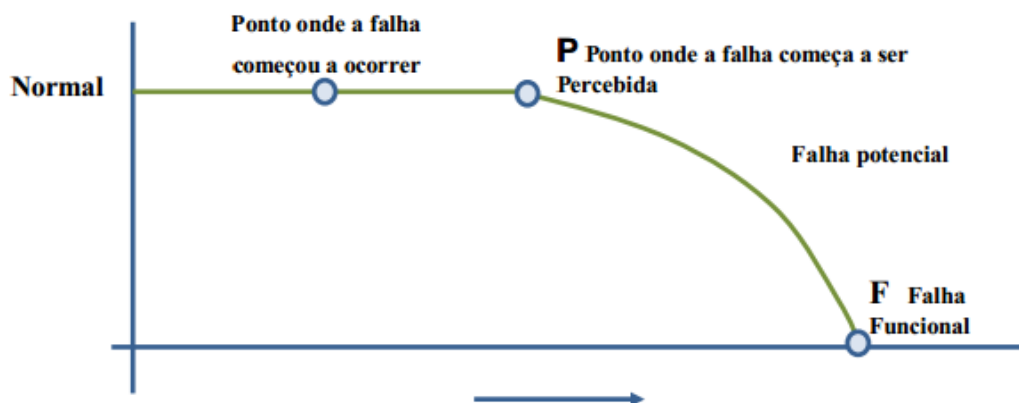 Ponto onde a falha
começou a ocorrer
P Ponto onde a falha começa a ser
Percebida
Normal
Falha potencial
F Falha
Funcional